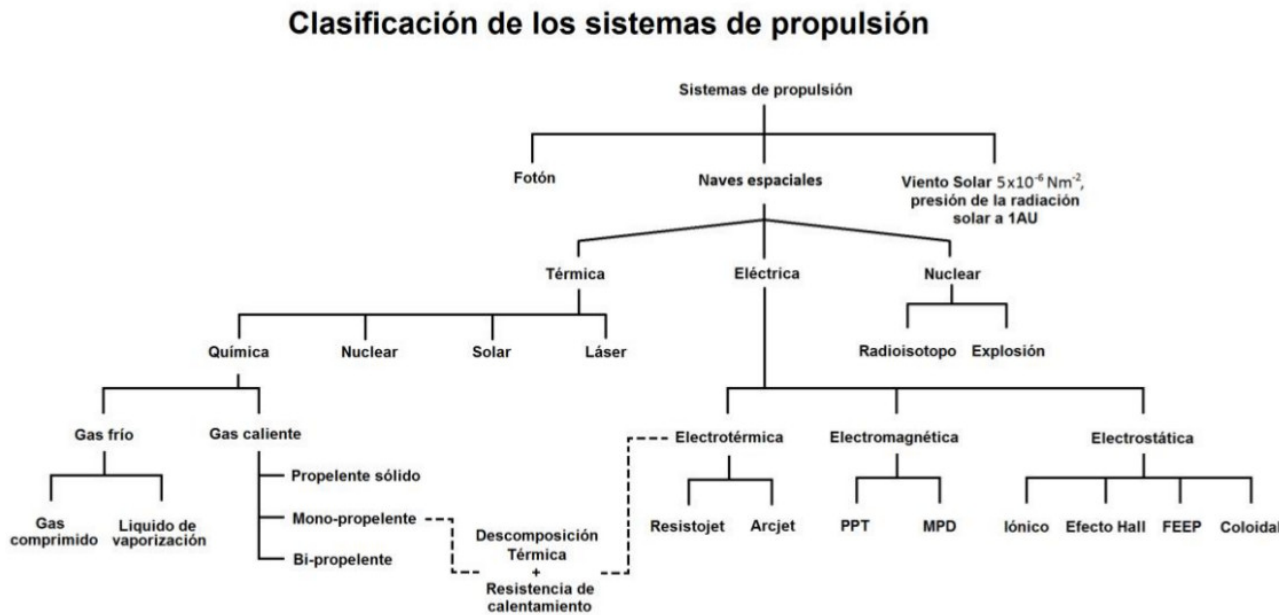 Clasificación de los sistemas de propulsión
Sistemas de propulsión
Fotón
Naves espaciales
Viento Solar 5x10⁻⁶ Nm⁻²,
presión de la radiación
solar a 1AU
Térmica
Eléctrica
Nuclear
Química
Nuclear
Solar
Láser
Radioisotopo
Explosión
Gas frío
Gas caliente
Electrotérmica
Electromagnética
Electrostática
Propelente sólido
Mono-propelente
Bi-propelente
Gas
comprimido
Liquido de
vaporización
Descomposición
Térmica
+
Resistencia de
calentamiento
Resistojet
Arcjet
PPT
MPD
Iónico
Efecto Hall
FEEP
Coloidal